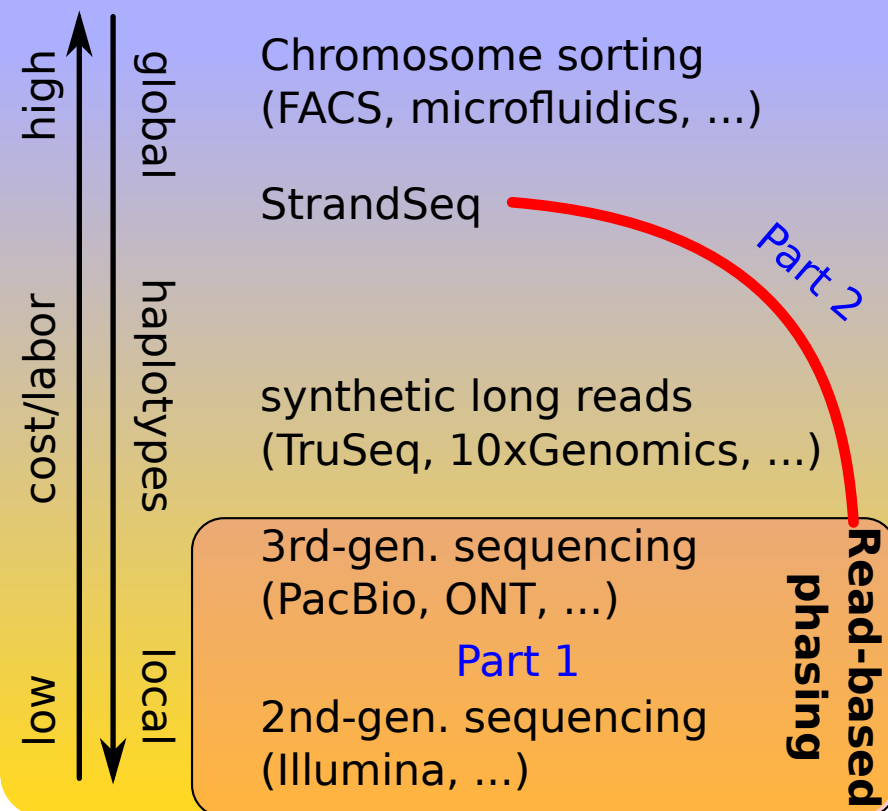 high
cost/labor
low
global
haplotypes
local
Chromosome sorting
(FACS, microfluidics, ...)
StrandSeq
Part 2
synthetic long reads
(TruSeq, 10xGenomics, ...)
3rd-gen. sequencing
(PacBio, ONT, ...)
Part 1
2nd-gen. sequencing
(Illumina, ...)
Read-based
phasing